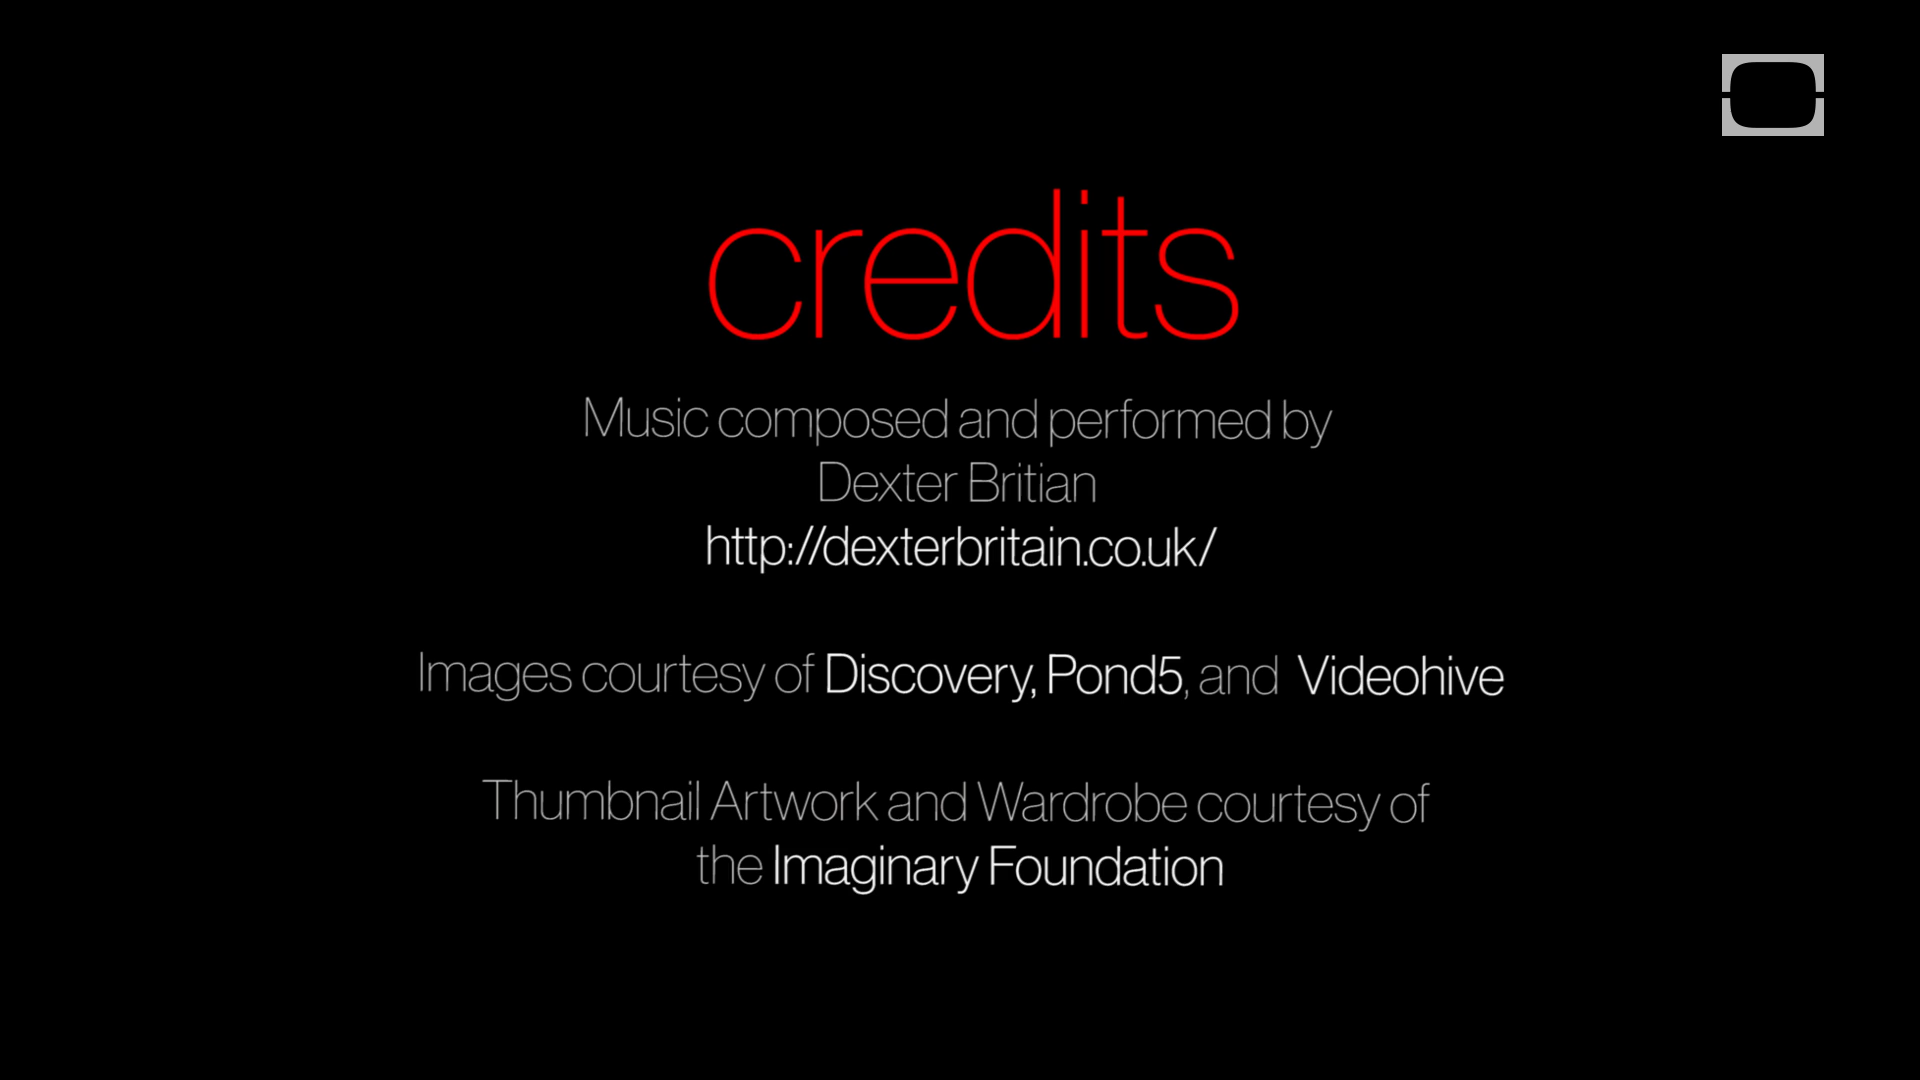 credits
Music composed and performed by
Dexter Britian
http://dexterbritain.co.uk/
Images courtesy of Discovery, Pond5, and Videohive
Thumbnail Artwork and Wardrobe courtesy of
the Imaginary Foundation